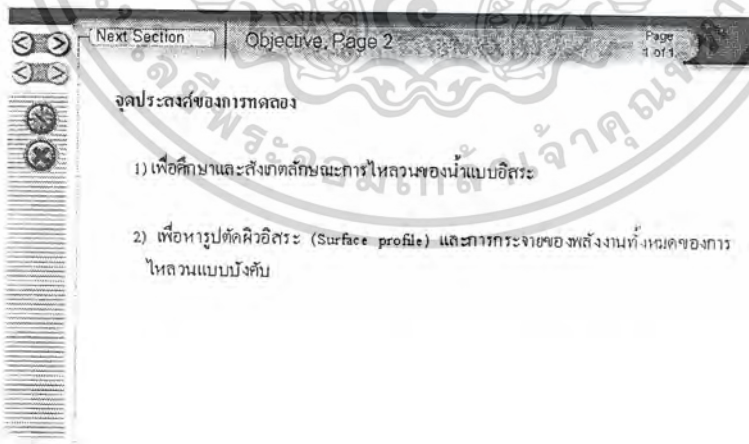 Next Section
Objective, Page 2
Page
1 of 1
จุดประสงค์ของการทดลอง
1) เพื่อศึกษาและสังเกตลักษณะการไหลวนของน้ำแบบอิสระ
2) เพื่อหารูปตัดผิวอิสระ (Surface profile) และการกระจายของพลังงานทั้งหมดของการ
ไหลวนแบบบังคับ